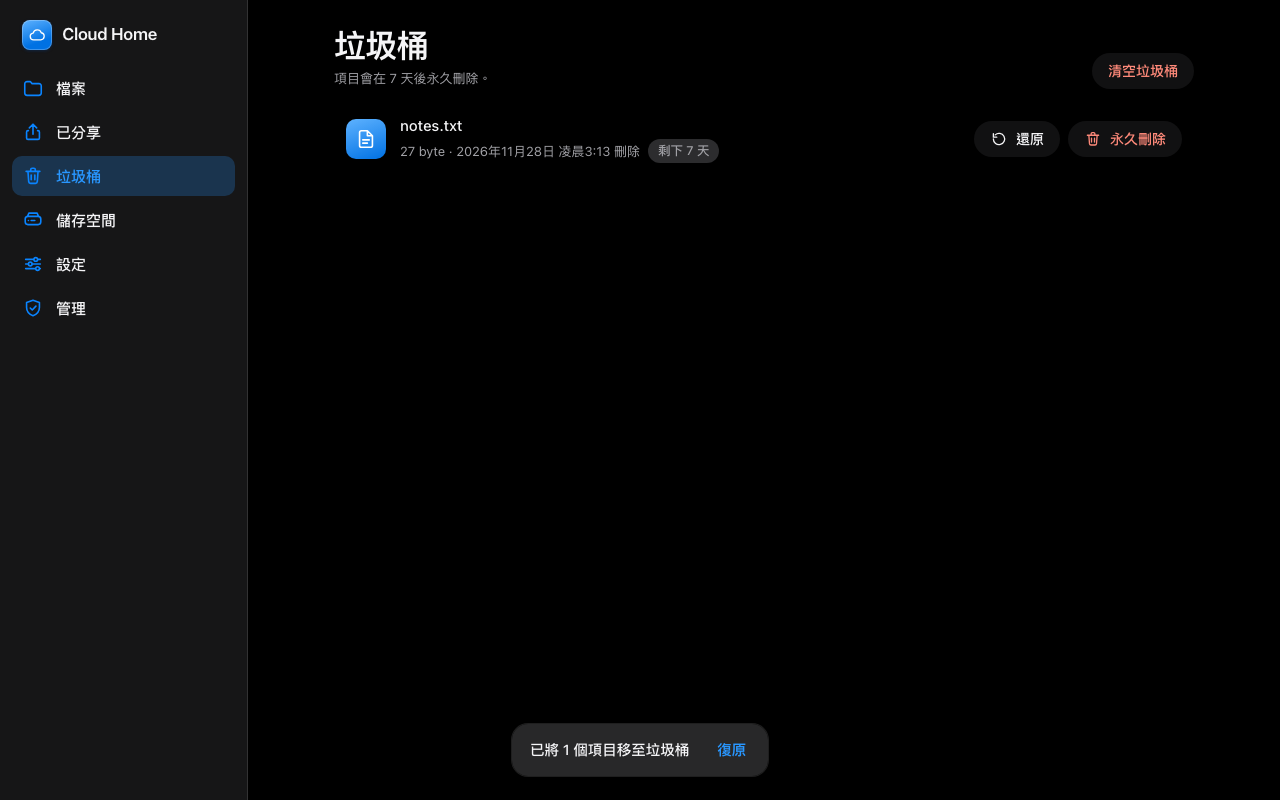 Cloud Home
檔案
已分享
垃圾桶
儲存空間
設定
管理
垃圾桶
項目會在 7 天後永久刪除。
清空垃圾桶
notes.txt
27 byte · 2026年11月28日 凌晨3:13 刪除
剩下 7 天
還原
永久刪除
已將 1 個項目移至垃圾桶
復原